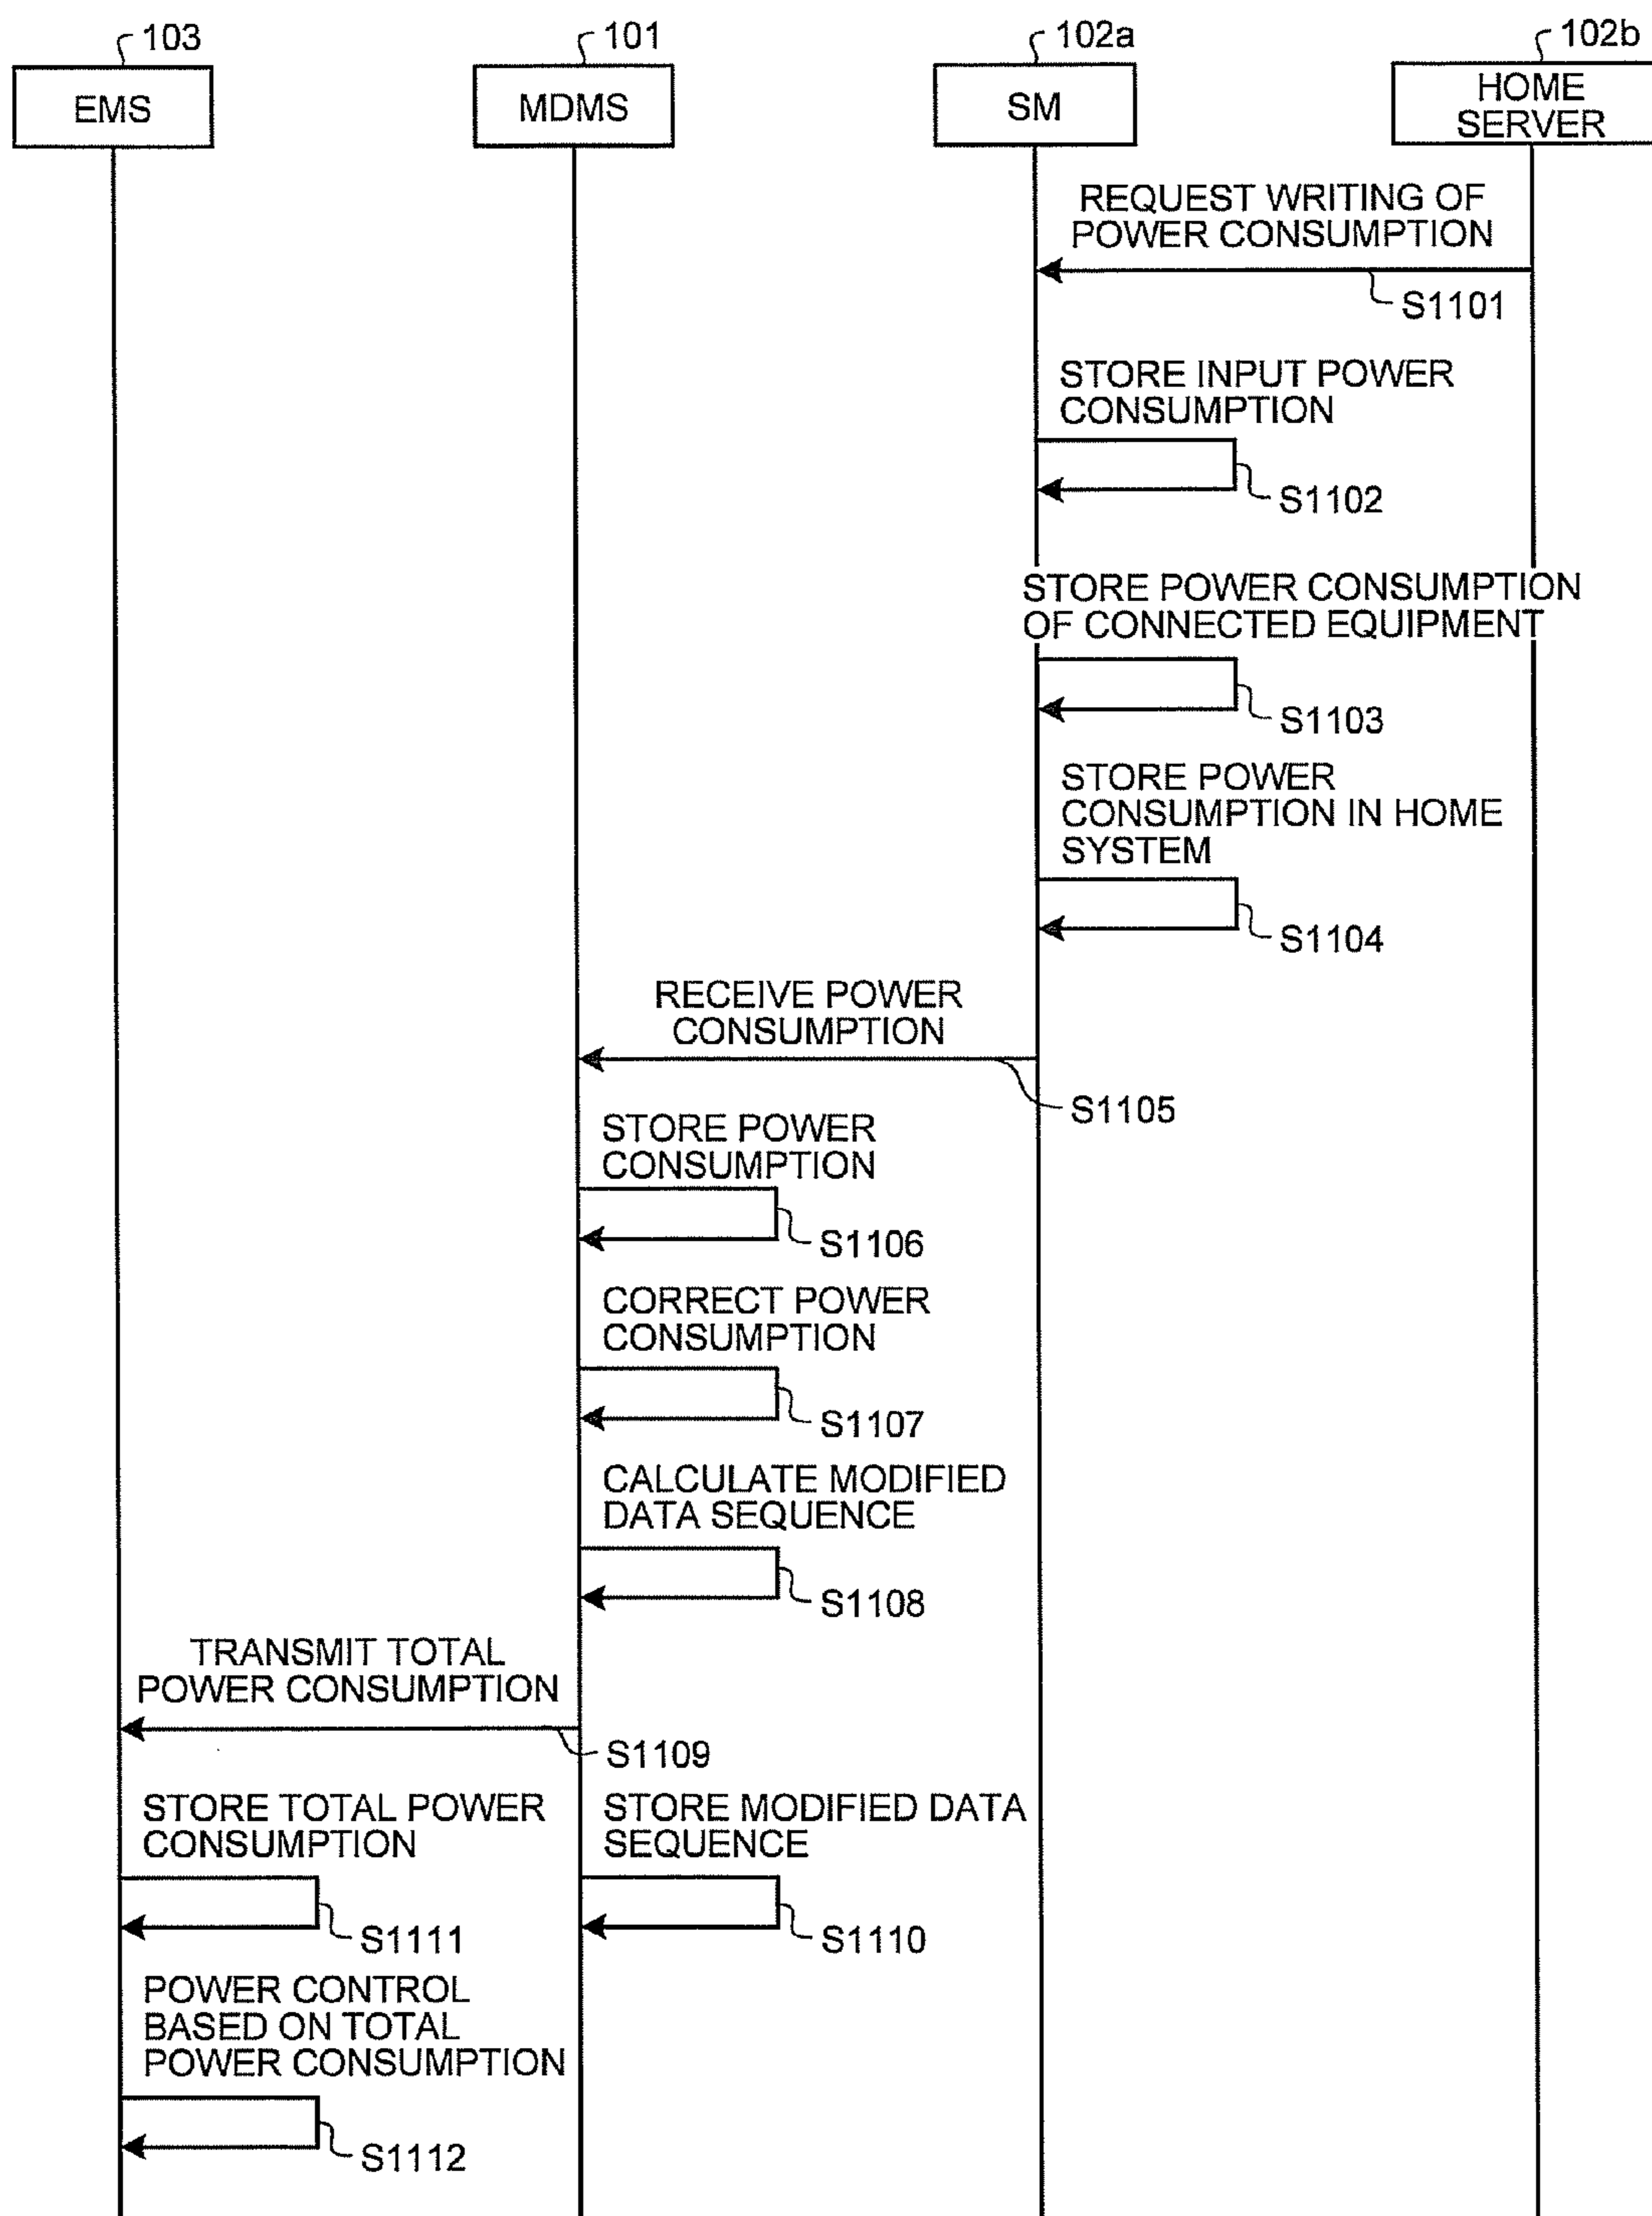 103
101
102a
102b
EMS
MDMS
SM
HOME
SERVER
REQUEST WRITING OF
POWER CONSUMPTION
S1101
STORE INPUT POWER
CONSUMPTION
S1102
STORE POWER CONSUMPTION
OF CONNECTED EQUIPMENT
S1103
STORE POWER
CONSUMPTION IN HOME
SYSTEM
S1104
RECEIVE POWER
CONSUMPTION
S1105
STORE POWER
CONSUMPTION
S1106
CORRECT POWER
CONSUMPTION
S1107
CALCULATE MODIFIED
DATA SEQUENCE
S1108
TRANSMIT TOTAL
POWER CONSUMPTION
S1109
STORE TOTAL POWER
CONSUMPTION
S1111
STORE MODIFIED DATA
SEQUENCE
S1110
POWER CONTROL
BASED ON TOTAL
POWER CONSUMPTION
S1112